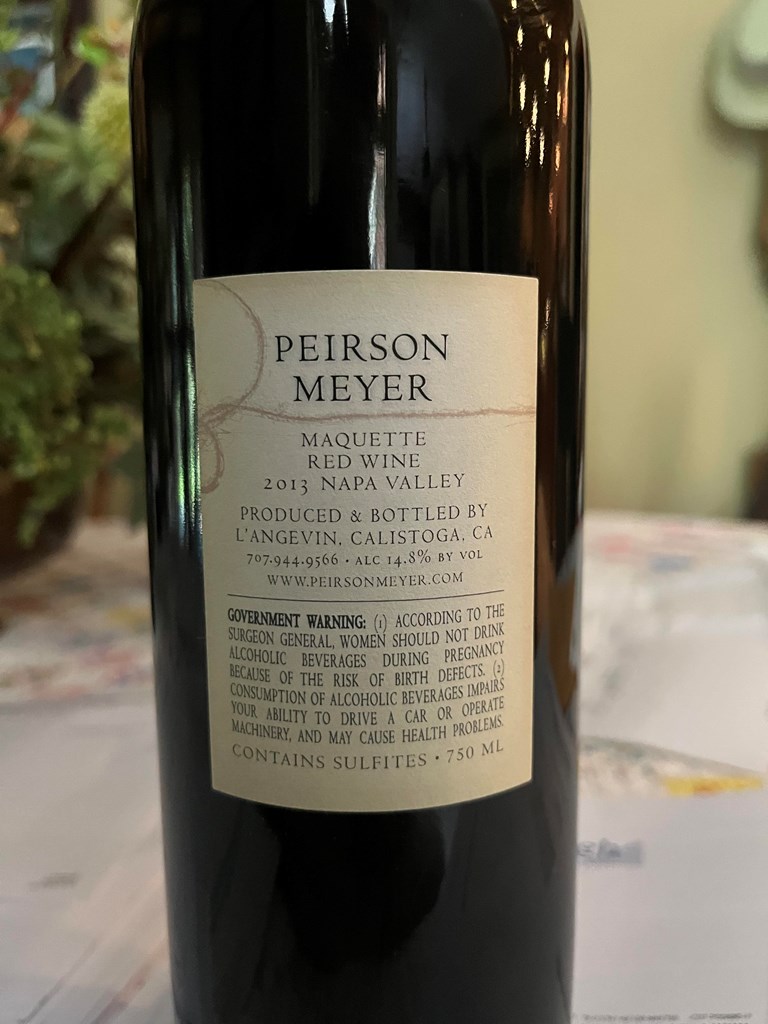 PEIRSON
MEYER
MAQUETTE
RED WINE
2013 NAPA VALLEY
PRODUCED & BOTTLED BY
L'ANGEVIN, CALISTOGA, CA
707.944.9566 • ALC 14.8% BY VOL
WWW.PEIRSONMEYER.COM
GOVERNMENT WARNING: (1) ACCORDING TO THE
SURGEON GENERAL, WOMEN SHOULD NOT DRINK
ALCOHOLIC BEVERAGES DURING PREGNANCY
BECAUSE OF THE RISK OF BIRTH DEFECTS. (2)
CONSUMPTION OF ALCOHOLIC BEVERAGES IMPAIRS
YOUR ABILITY TO DRIVE A CAR OR OPERATE
MACHINERY, AND MAY CAUSE HEALTH PROBLEMS.
CONTAINS SULFITES • 750 ML